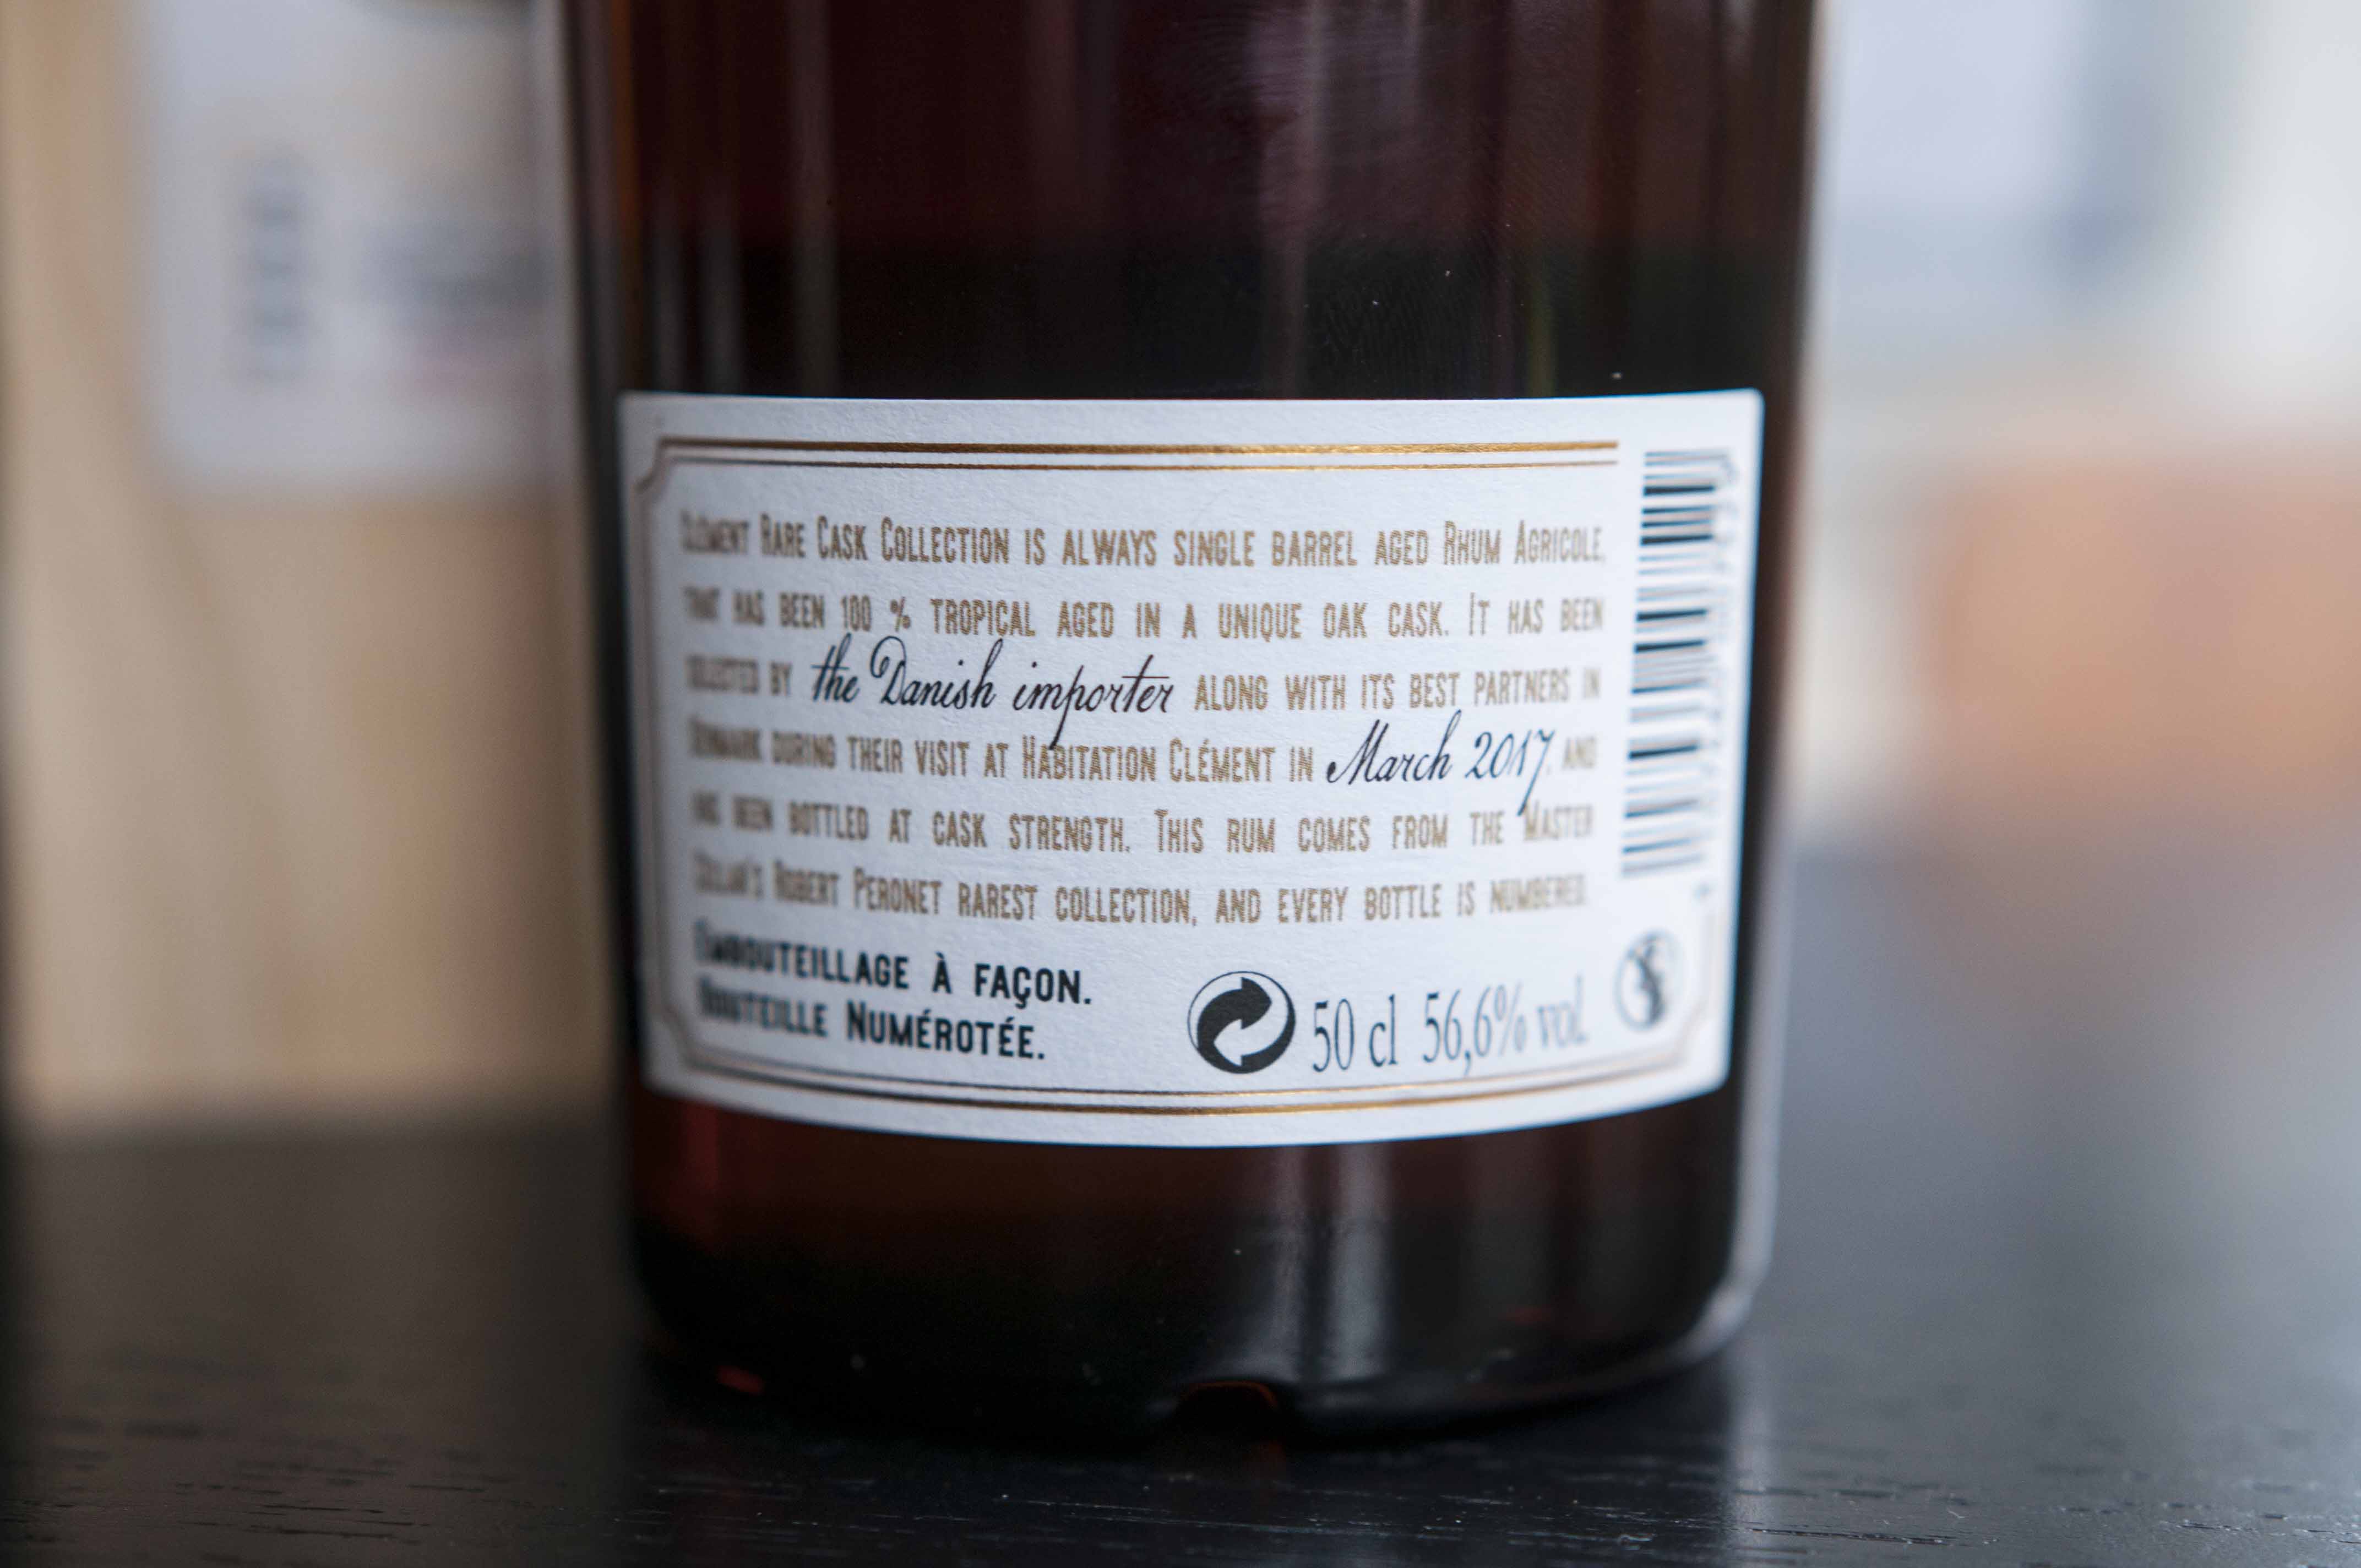 Clément Rare Cask Collection is always single barrel aged Rhum Agricole,
that has been 100 % tropical aged in a unique oak cask. It has been
selected by the Danish importer along with its best partners in
Denmark during their visit at Habitation Clément in March 2017. and
has been bottled at cask strength. This rum comes from the Master
Cellar's Robert Peronet rarest collection, and every bottle is numbered.
Embouteillage à façon.
Bouteille Numérotée.
50 cl 56,6% vol.